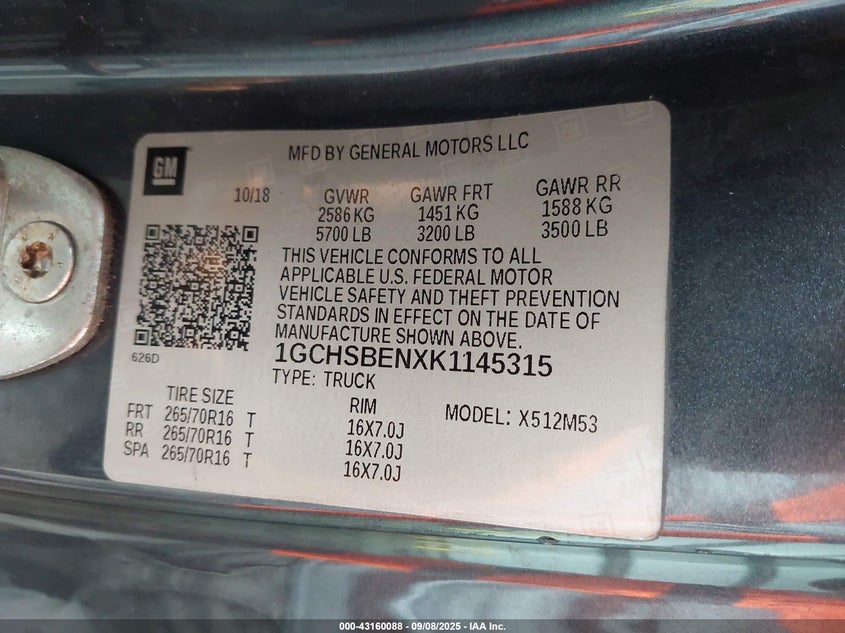 GM
MFD BY GENERAL MOTORS LLC
10/18
GVWR GAWR FRT GAWR RR
2586 KG 1451 KG 1588 KG
5700 LB 3200 LB 3500 LB
THIS VEHICLE CONFORMS TO ALL
APPLICABLE U.S. FEDERAL MOTOR
VEHICLE SAFETY AND THEFT PREVENTION
STANDARDS IN EFFECT ON THE DATE OF
MANUFACTURE SHOWN ABOVE.
626D
1GCHSBENXK1145315
TYPE: TRUCK
TIRE SIZE RIM MODEL: X512M53
FRT 265/70R16 T 16X7.0J
RR 265/70R16 T 16X7.0J
SPA 265/70R16 T 16X7.0J
000-43160088 - 09/08/2025 - IAA Inc.